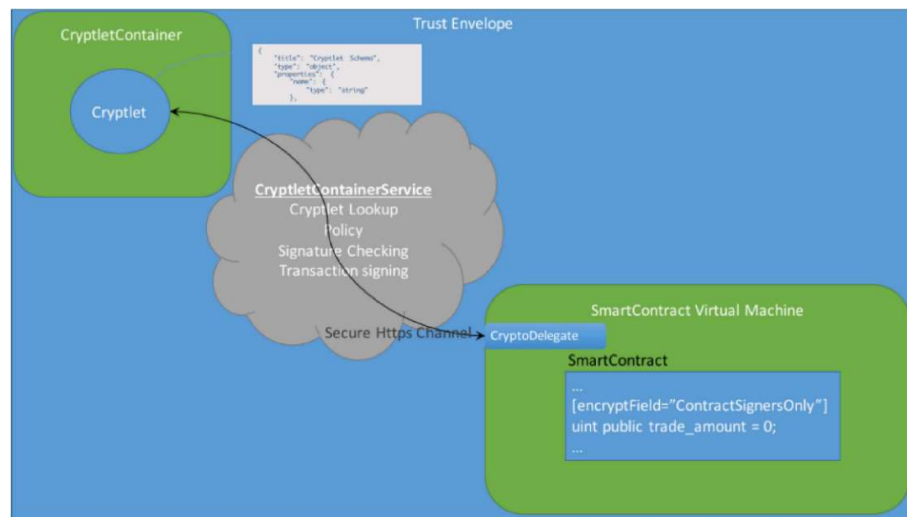 Trust Envelope
CryptletContainer
Cryptlet
{
"title": "Cryptlet Schema",
"type": "object",
"properties": {
"name": {
"type": "string"
},
CryptletContainerService
Cryptlet Lookup
Policy
Signature Checking
Transaction signing
Secure Https Channel
SmartContract Virtual Machine
CryptoDelegate
SmartContract
...
[encryptField="ContractSignersOnly"]
uint public trade_amount = 0;
...